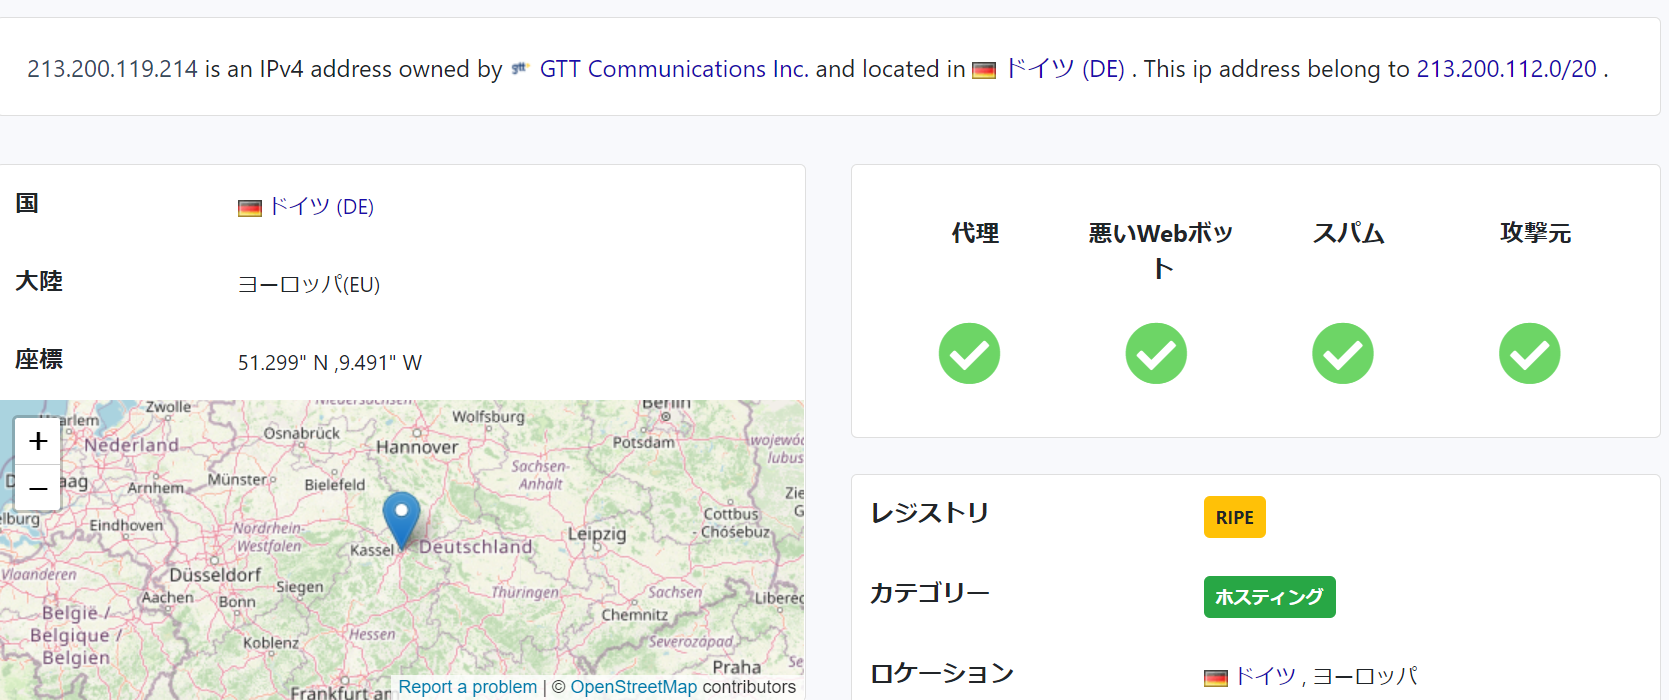 213.200.119.214 is an IPv4 address owned by gtt GTT Communications Inc. and located in ドイツ (DE) . This ip address belong to 213.200.112.0/20 .
国
ドイツ (DE)
大陸
ヨーロッパ(EU)
座標
51.299" N ,9.491" W
+
−
Zwolle
Niedersachsen
Wolfsburg
Berlin
Haarlem
Nederland
Osnabrück
Hannover
Potsdam
Den Haag
Arnhem
Münster
Bielefeld
Sachsen-
Anhalt
Eindhoven
Nordrhein-
Westfalen
Kassel
Deutschland
Leipzig
Cottbus
- Chóśebuz
Vlaanderen
Düsseldorf
Aachen
Bonn
Siegen
Thüringen
Sachsen
België /
Belgique /
Belgien
Koblenz
Hessen
Chemnitz
Severozápad
Praha
Report a problem | © OpenStreetMap contributors
代理
悪いWebボッ
ト
スパム
攻撃元
レジストリ
RIPE
カテゴリー
ホスティング
ロケーション
ドイツ , ヨーロッパ